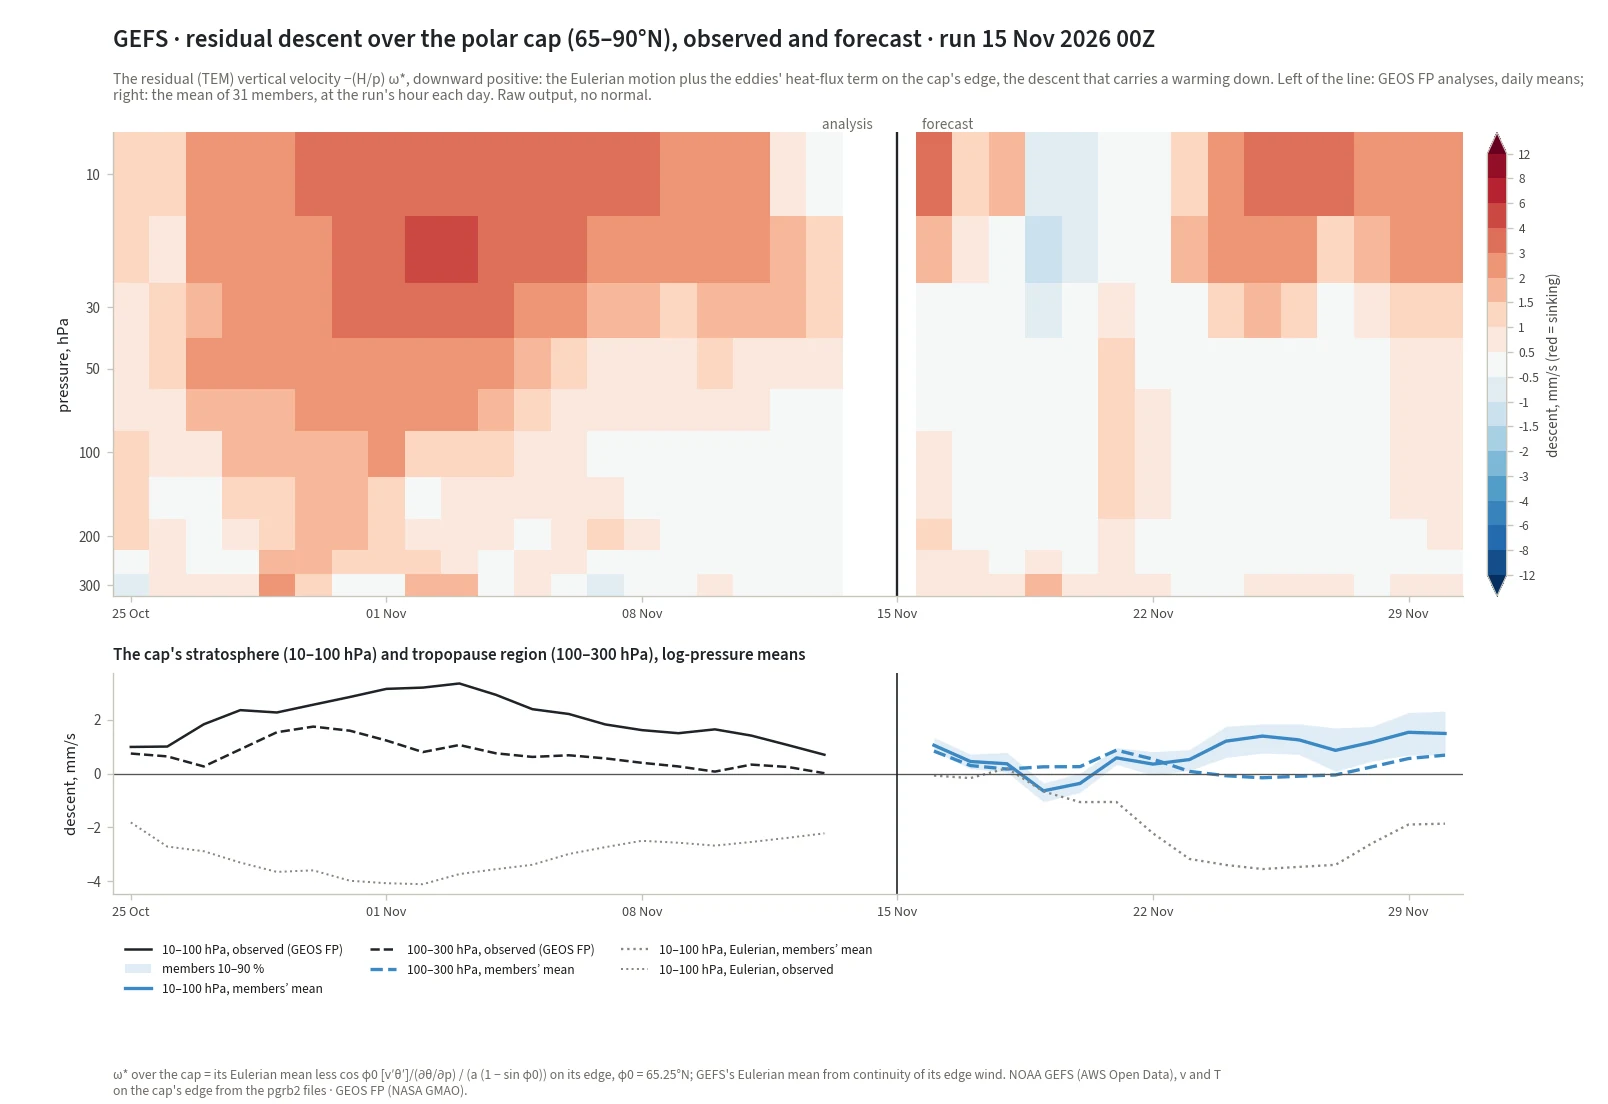 GEFS · residual descent over the polar cap (65–90°N), observed and forecast · run 15 Nov 2026 00Z
The residual (TEM) vertical velocity −(H/p) ω*, downward positive: the Eulerian motion plus the eddies' heat-flux term on the cap's edge, the descent that carries a warming down. Left of the line: GEOS FP analyses, daily means;
right: the mean of 31 members, at the run's hour each day. Raw output, no normal.
analysis
forecast
pressure, hPa
10
30
50
100
200
300
25 Oct
01 Nov
08 Nov
15 Nov
22 Nov
29 Nov
12
8
6
4
3
2
1.5
1
0.5
-0.5
-1
-1.5
-2
-3
-4
-6
-8
-12
descent, mm/s (red = sinking)
The cap's stratosphere (10–100 hPa) and tropopause region (100–300 hPa), log-pressure means
descent, mm/s
2
0
−2
−4
25 Oct
01 Nov
08 Nov
15 Nov
22 Nov
29 Nov
10–100 hPa, observed (GEOS FP)
members 10–90 %
10–100 hPa, members’ mean
100–300 hPa, observed (GEOS FP)
100–300 hPa, members’ mean
10–100 hPa, Eulerian, members’ mean
10–100 hPa, Eulerian, observed
ω* over the cap = its Eulerian mean less cos φ0 [v′θ′]/(∂θ/∂p) / (a (1 − sin φ0)) on its edge, φ0 = 65.25°N; GEFS's Eulerian mean from continuity of its edge wind. NOAA GEFS (AWS Open Data), v and T
on the cap's edge from the pgrb2 files · GEOS FP (NASA GMAO).